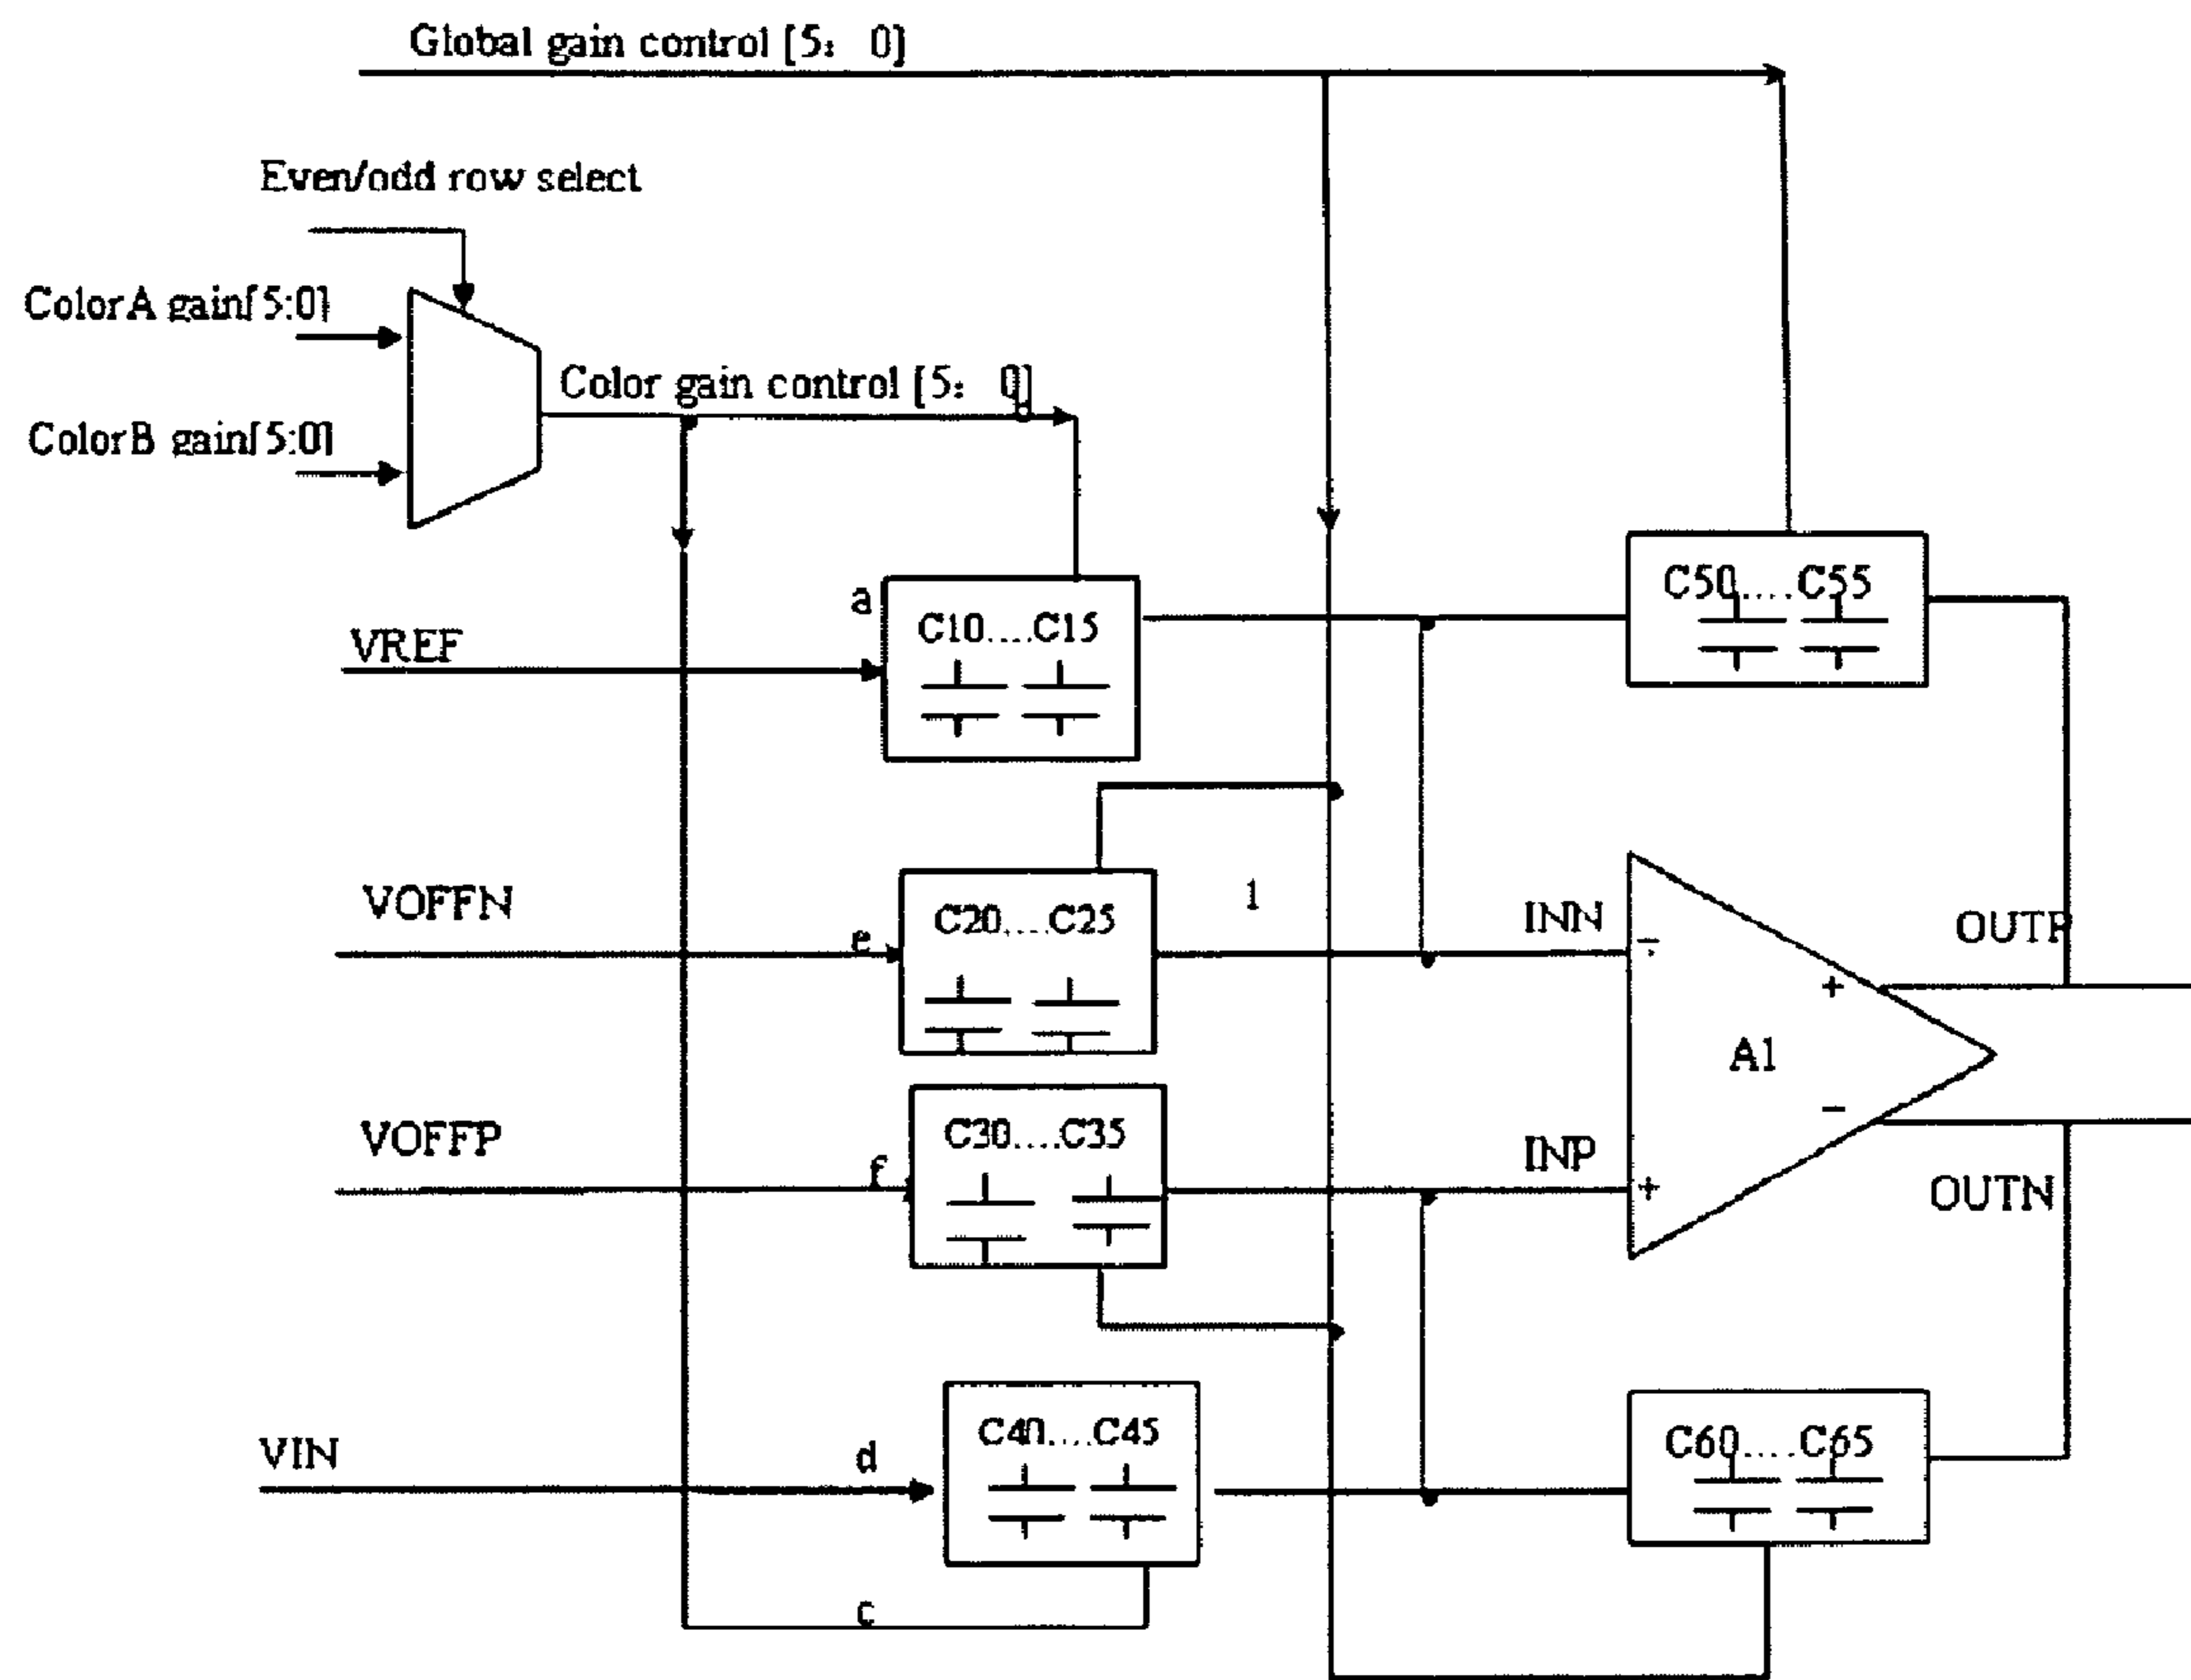 Global gain control [5: 0]
Even/odd row select
ColorA gain[5:0]
Color gain control [5: 0]
ColorB gain[5:0]
C50....C55
a
C10....C15
VREF
VOFFN
e
C20....C25
1
INN
-
OUTP
+
A1
VOFFP
f
C30....C35
INP
+
-
OUTN
VIN
d
C40....C45
C60....C65
c